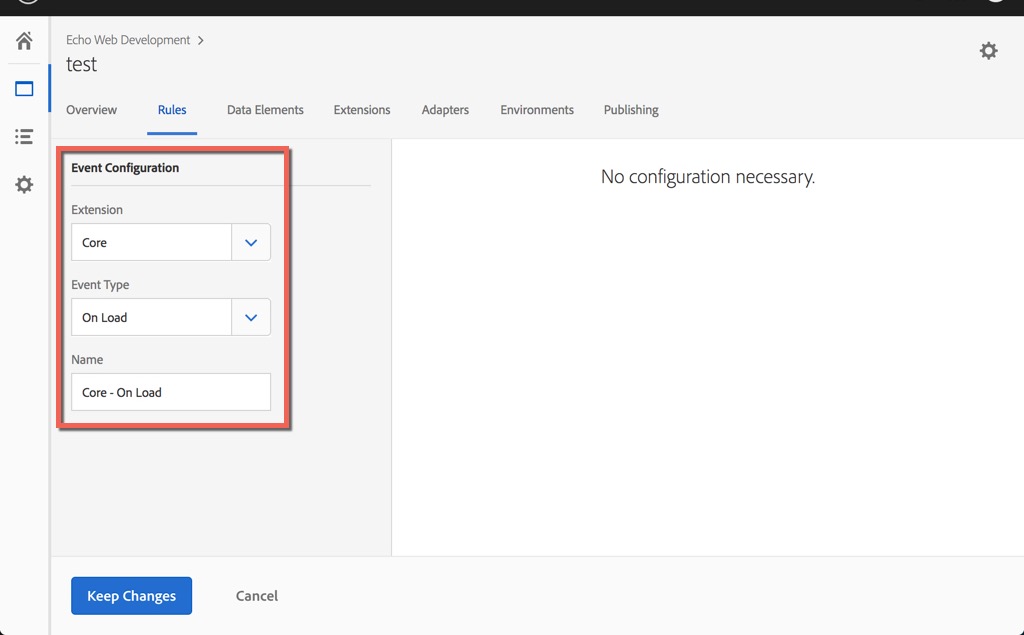 Echo Web Development
test
Overview Rules Data Elements Extensions Adapters Environments Publishing
Event Configuration
No configuration necessary.
Extension
Core
Event Type
On Load
Name
Core - On Load
Keep Changes Cancel